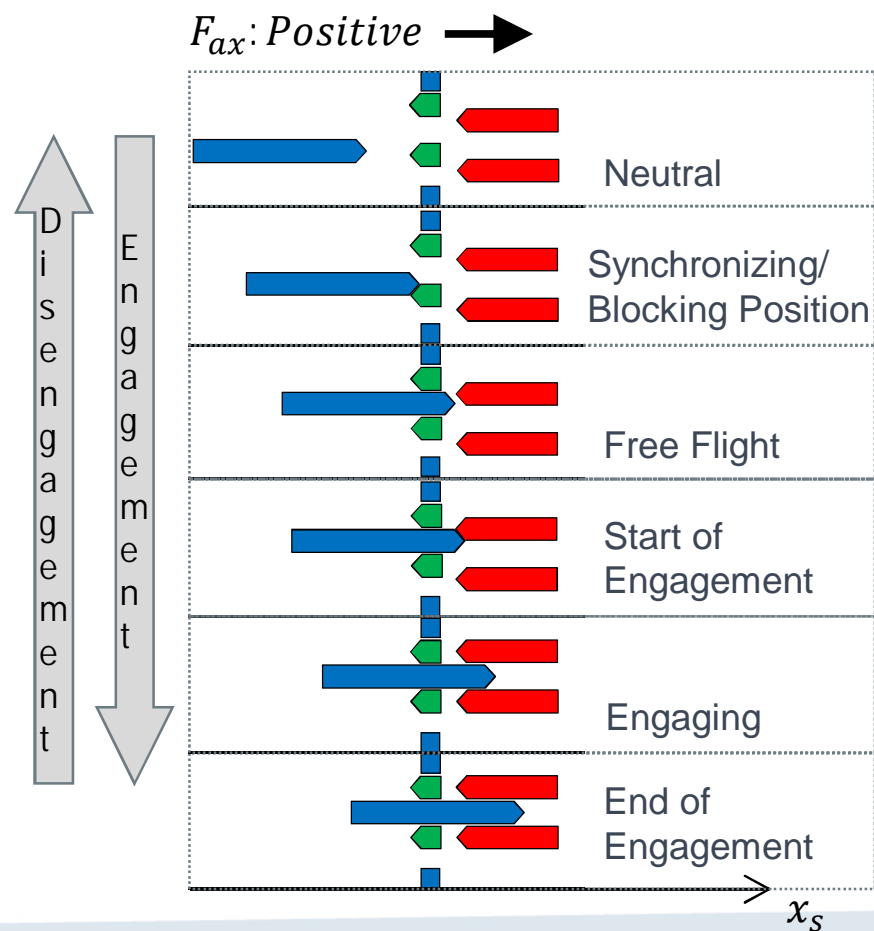 F_ax: Positive
Disengagement
Engagement
Neutral
Synchronizing/
Blocking Position
Free Flight
Start of
Engagement
Engaging
End of
Engagement
x_s